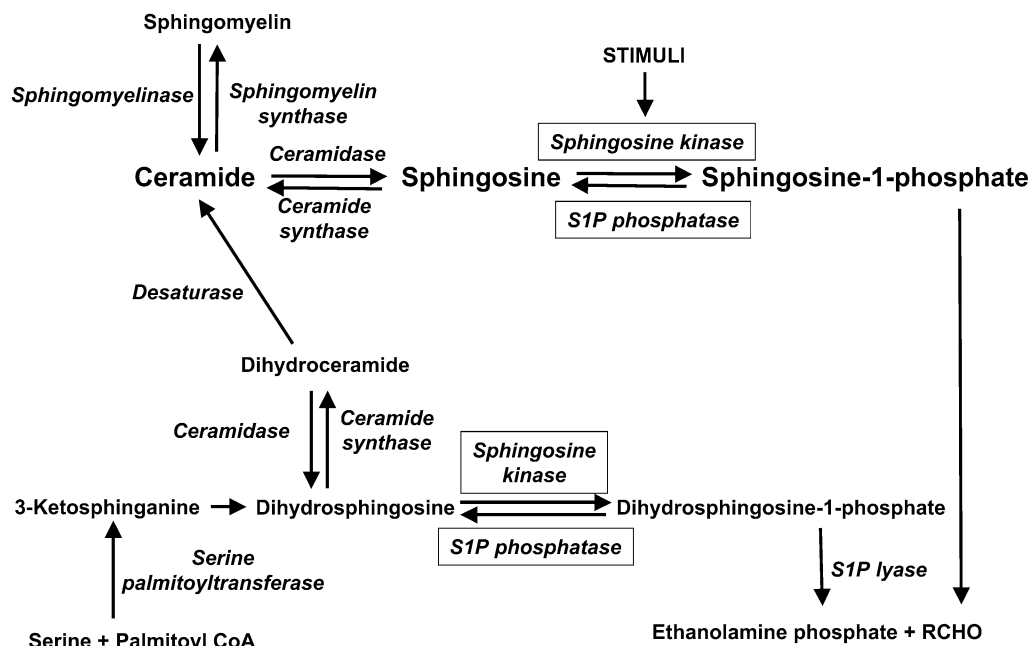 Sphingomyelin
STIMULI
Sphingomyelinase
Sphingomyelin
synthase
Sphingosine kinase
Ceramidase
Ceramide
Sphingosine
Sphingosine-1-phosphate
Ceramide
synthase
S1P phosphatase
Desaturase
Dihydroceramide
Ceramidase
Ceramide
synthase
Sphingosine
kinase
3-Ketosphinganine
Dihydrosphingosine
Dihydrosphingosine-1-phosphate
S1P phosphatase
Serine
palmitoyltransferase
S1P lyase
Serine + Palmitoyl CoA
Ethanolamine phosphate + RCHO